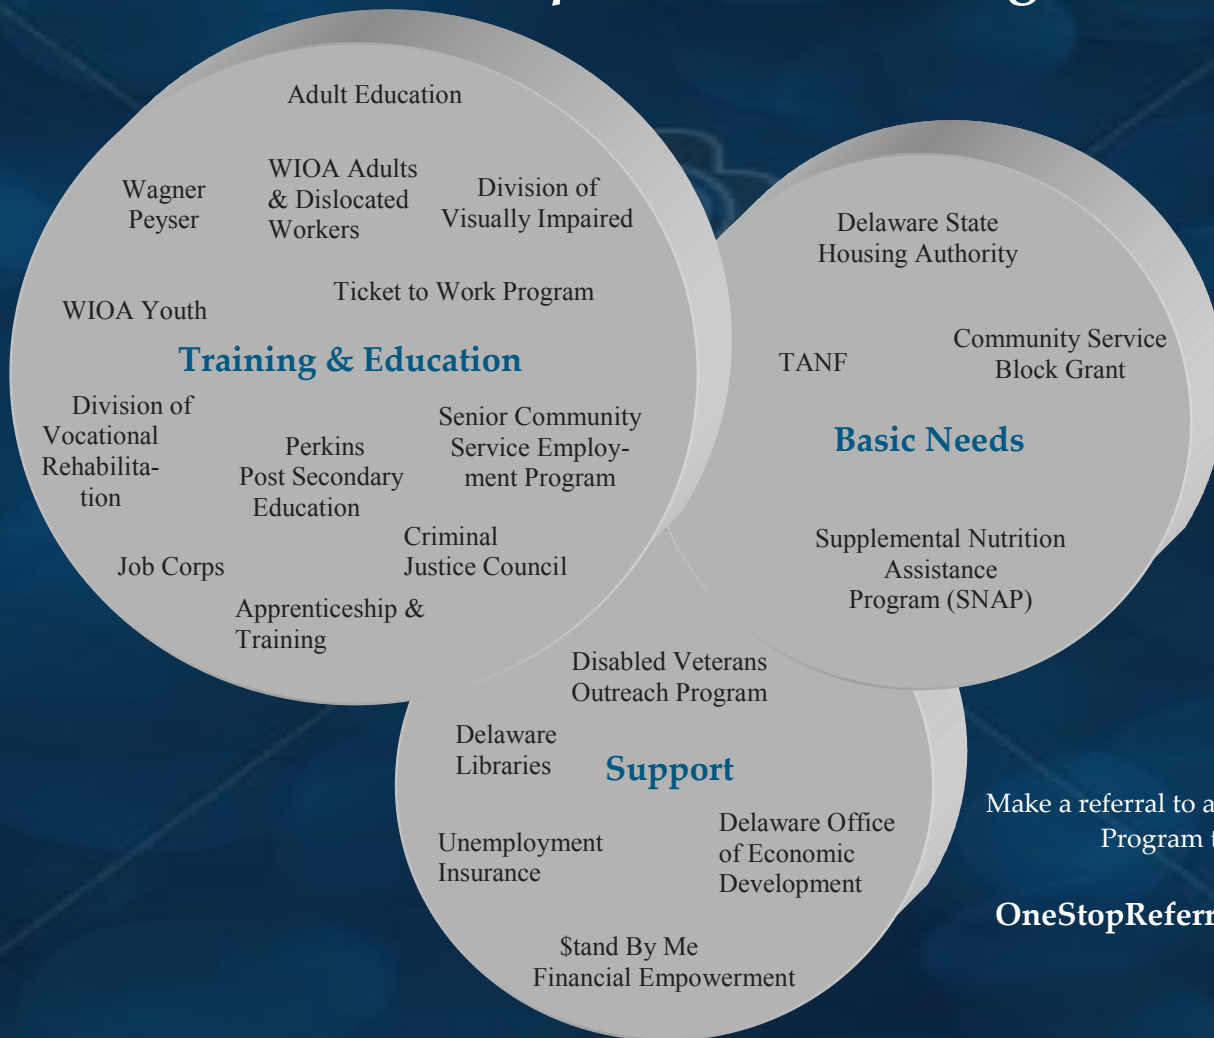 Adult Education
Wagner
Peyser
WIOA Adults
& Dislocated
Workers
Division of
Visually Impaired
Ticket to Work Program
WIOA Youth
Training & Education
Division of
Vocational
Rehabilita-
tion
Perkins
Post Secondary
Education
Senior Community
Service Employ-
ment Program
Criminal
Justice Council
Job Corps
Apprenticeship &
Training
Delaware State
Housing Authority
TANF
Community Service
Block Grant
Basic Needs
Supplemental Nutrition
Assistance
Program (SNAP)
Disabled Veterans
Outreach Program
Delaware
Libraries
Support
Unemployment
Insurance
Delaware Office
of Economic
Development
$tand By Me
Financial Empowerment
Make a referral to a
Program t
OneStopReferr